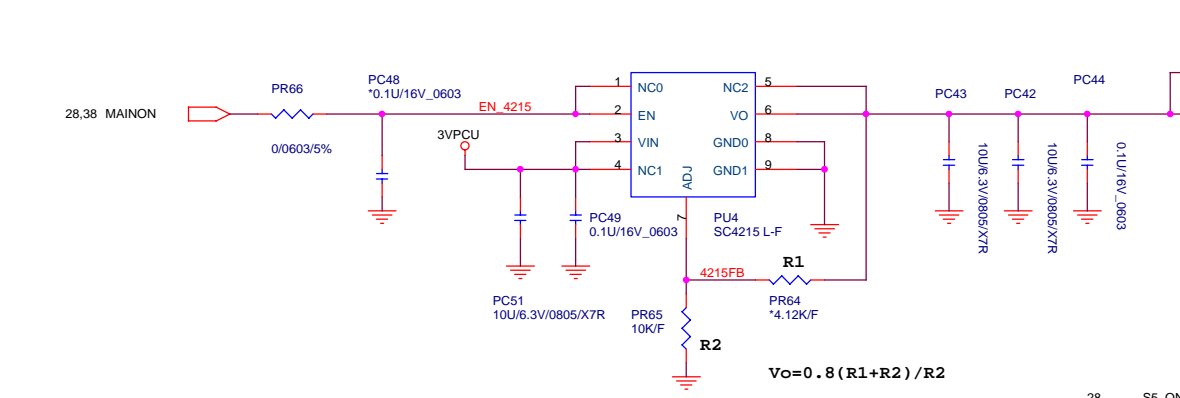 28,38 MAINON
PR66
0/0603/5%
PC48
*0.1U/16V_0603
EN_4215
3VPCU
1
2
3
4
NC0
EN
VIN
NC1
ADJ
7
NC2
VO
GND0
GND1
5
6
8
9
PU4
SC4215 L-F
PC49
0.1U/16V_0603
PC51
10U/6.3V/0805/X7R
4215FB
R1
PR64
*4.12K/F
PR65
10K/F
R2
Vo=0.8(R1+R2)/R2
PC43
10U/6.3V/0805/X7R
PC42
10U/6.3V/0805/X7R
PC44
0.1U/16V_0603
28
S5_ON